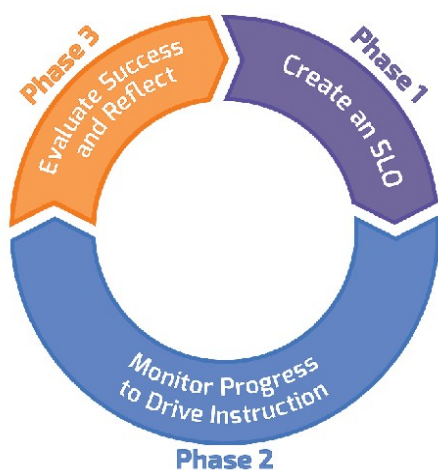 Phase 1
Create an SLO
Phase 2
Monitor Progress
to Drive Instruction
Phase 3
Evaluate Success
and Reflect